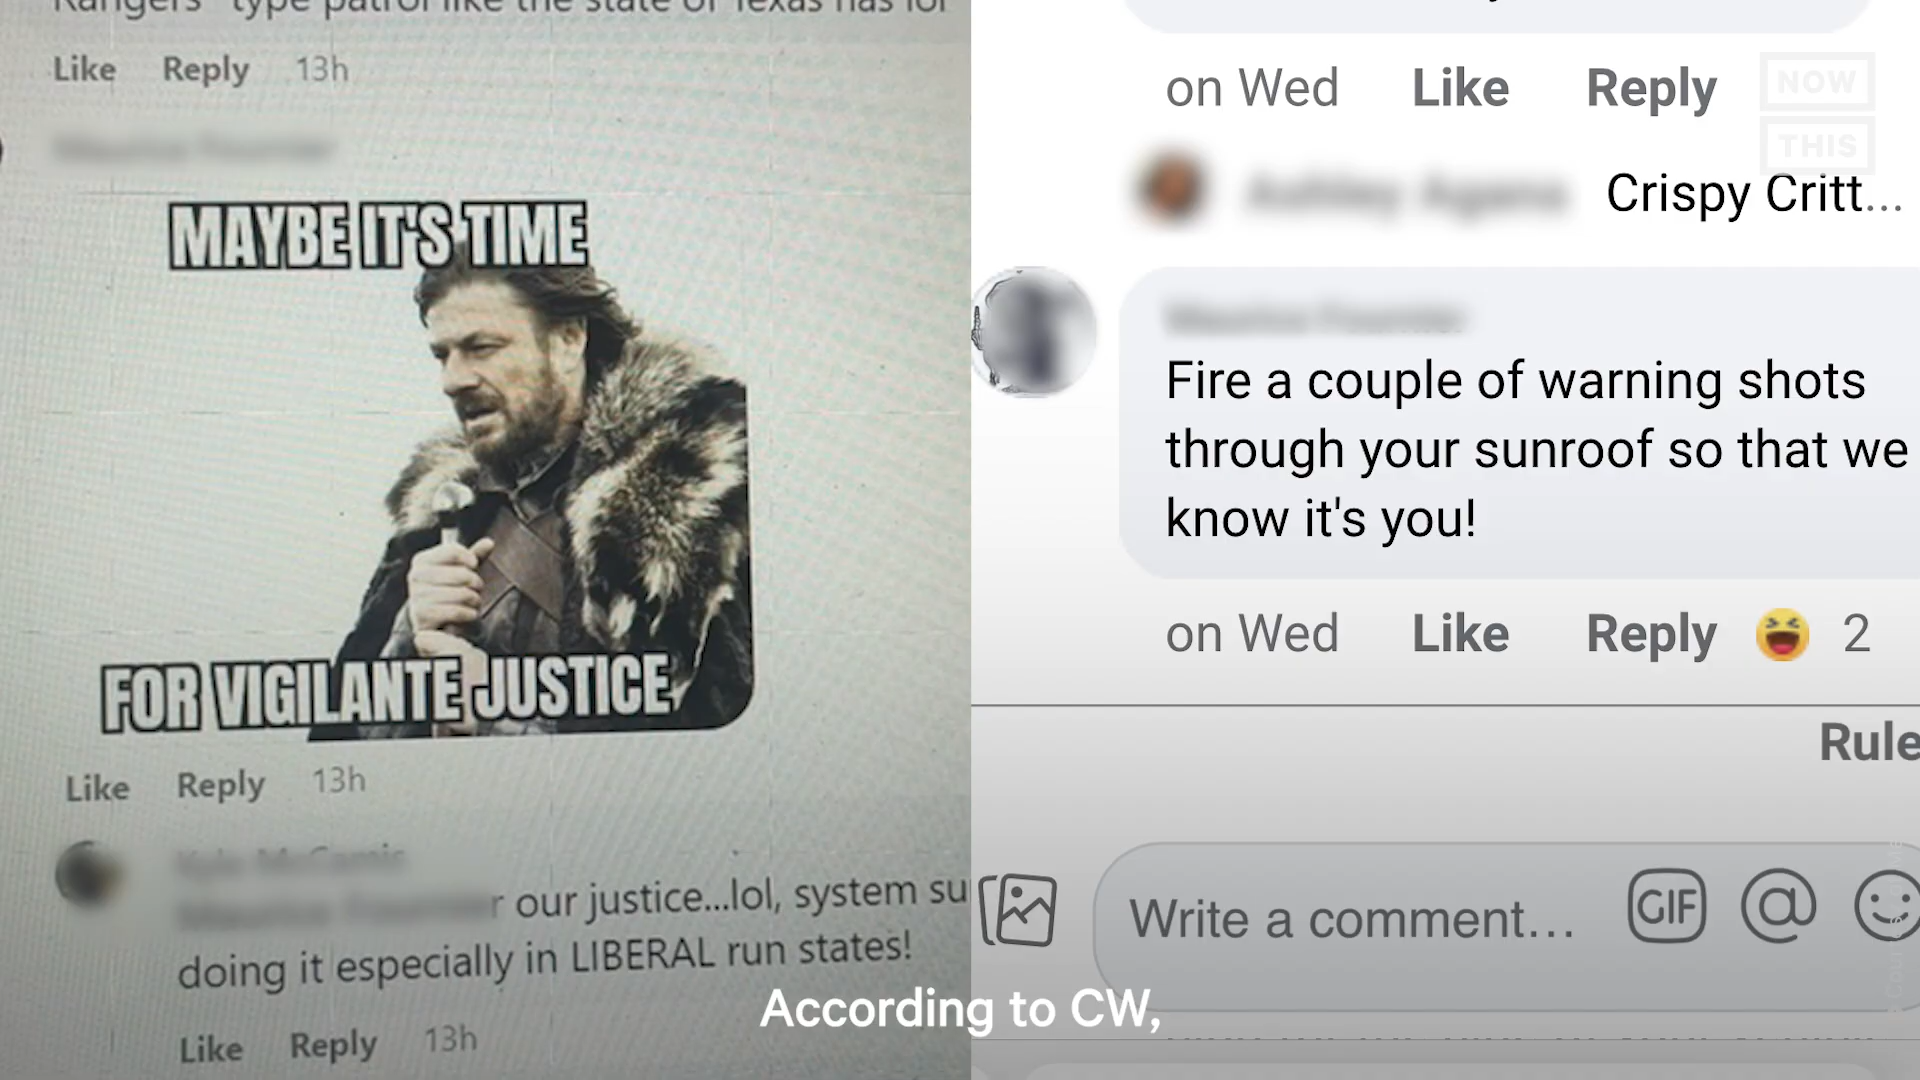 Rangers" type patrol like the state of Texas has for
Like Reply 13h
MAYBE IT'S TIME
FOR VIGILANTE JUSTICE
Like Reply 13h
r our justice...lol, system su
doing it especially in LIBERAL run states!
Like Reply 13h
on Wed Like Reply
NOW
THIS
Crispy Critt...
Fire a couple of warning shots
through your sunroof so that we
know it's you!
on Wed Like Reply 2
Rule
Write a comment... GIF @
According to CW,